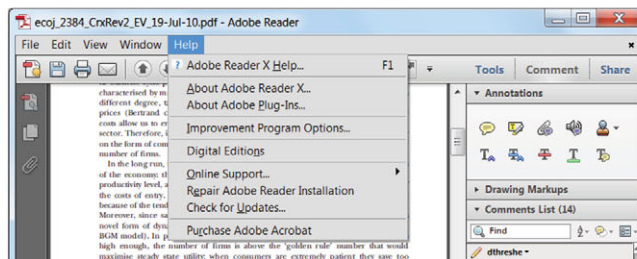 ecoj_2384_CrxRev2_EV_19-Jul-10.pdf - Adobe Reader
File Edit View Window Help
Adobe Reader X Help... F1
Tools Comment Share
characterised by m
About Adobe Reader X...
Annotations
different degree, t
prices (Bertrand c
About Adobe Plug-Ins...
costs allow us to er
sector. Therefore, i
Improvement Program Options...
on the form of com
number of firms.
Digital Editions
In the long run,
of the economy: th
Online Support...
productivity level, a
Repair Adobe Reader Installation
Drawing Markups
the costs of entry.
because of the tend
Check for Updates...
Comments List (14)
Moreover, since sa
novel form of dyna
Purchase Adobe Acrobat
Find
BGM model). In p
high enough, the number of firms is above the 'golden rule' number that would
dthreshe
maximise steady state utility: when consumers are extremely patient they save too